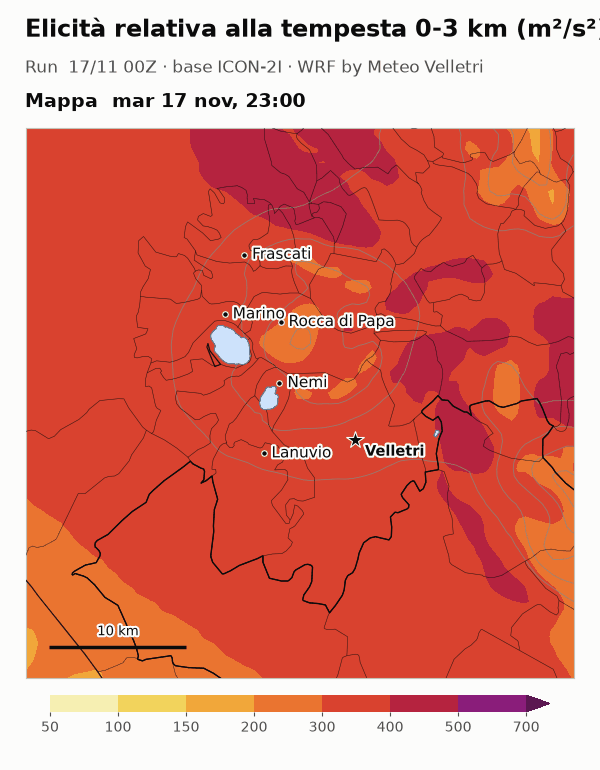 Elicità relativa alla tempesta 0-3 km (m²/s²)
Run 17/11 00Z · base ICON-2I · WRF by Meteo Velletri
Mappa mar 17 nov, 23:00
Frascati
Marino
Rocca di Papa
Nemi
Lanuvio
Velletri
10 km
50 100 150 200 300 400 500 700